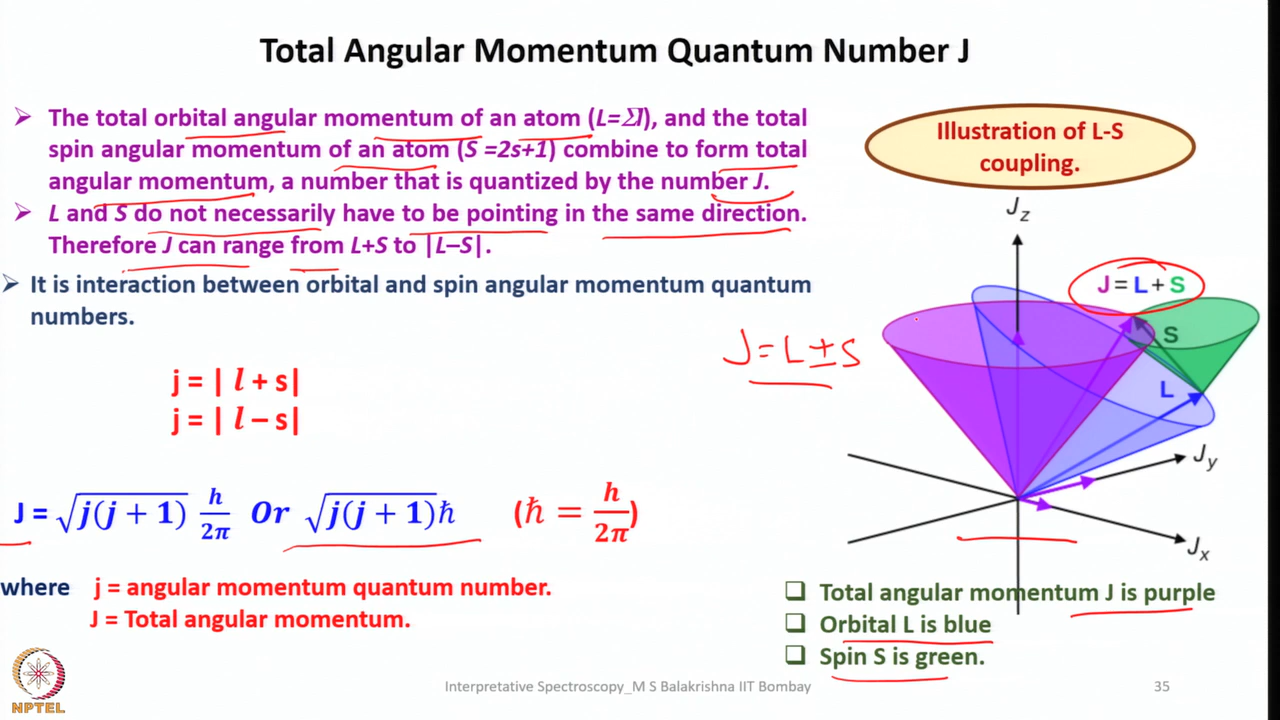 Total Angular Momentum Quantum Number J
➢ The total orbital angular momentum of an atom (L=Σl), and the total
spin angular momentum of an atom (S =2s+1) combine to form total
angular momentum, a number that is quantized by the number J.
➢ L and S do not necessarily have to be pointing in the same direction.
Therefore J can range from L+S to |L–S|.
➢ It is interaction between orbital and spin angular momentum quantum
numbers.
j = | l + s|
j = | l – s|
J = √j(j + 1) h/2π Or √j(j + 1)ħ (ħ = h/2π)
where j = angular momentum quantum number.
J = Total angular momentum.
Illustration of L-S
coupling.
J_z
J = L + S
J = L ± S
S
L
J_y
J_x
❑ Total angular momentum J is purple
❑ Orbital L is blue
❑ Spin S is green.
NPTEL
Interpretative Spectroscopy_M S Balakrishna IIT Bombay
35